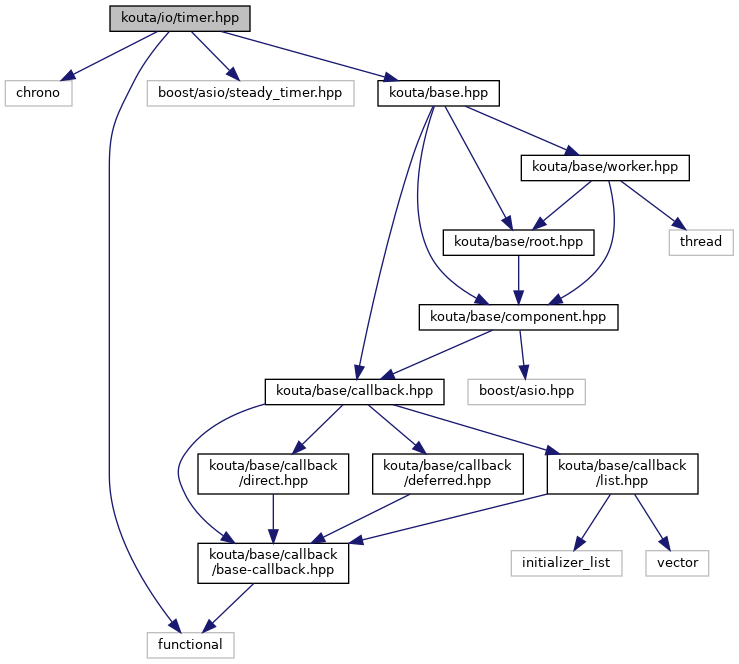 kouta/io/timer.hpp
chrono
boost/asio/steady_timer.hpp
kouta/base.hpp
kouta/base/worker.hpp
kouta/base/root.hpp
thread
kouta/base/component.hpp
kouta/base/callback.hpp
boost/asio.hpp
kouta/base/callback
/direct.hpp
kouta/base/callback
/deferred.hpp
kouta/base/callback
/list.hpp
kouta/base/callback
/base-callback.hpp
initializer_list
vector
functional